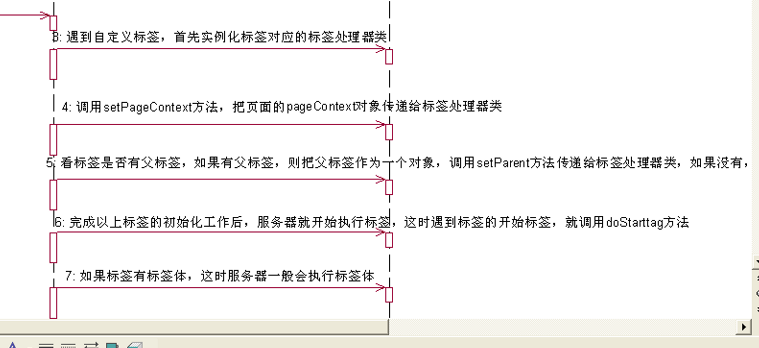 3: 遇到自定义标签，首先实例化标签对应的标签处理器类
4: 调用setPageContext方法，把页面的pageContext对象传递给标签处理器类
5: 看标签是否有父标签，如果有父标签，则把父标签作为一个对象，调用setParent方法传递给标签处理器类，如果没有，
6: 完成以上标签的初始化工作后，服务器就开始执行标签，这时遇到标签的开始标签，就调用doStarttag方法
7: 如果标签有标签体，这时服务器一般会执行标签体